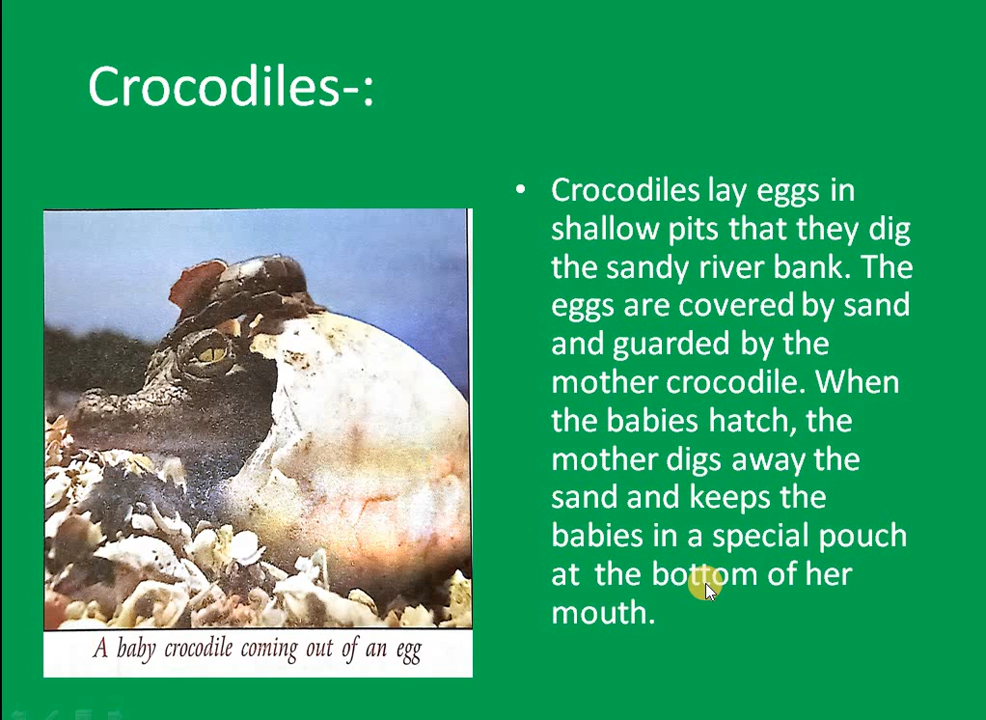 Crocodiles-:
• Crocodiles lay eggs in
shallow pits that they dig
the sandy river bank. The
eggs are covered by sand
and guarded by the
mother crocodile. When
the babies hatch, the
mother digs away the
sand and keeps the
babies in a special pouch
at the bottom of her
mouth.
A baby crocodile coming out of an egg